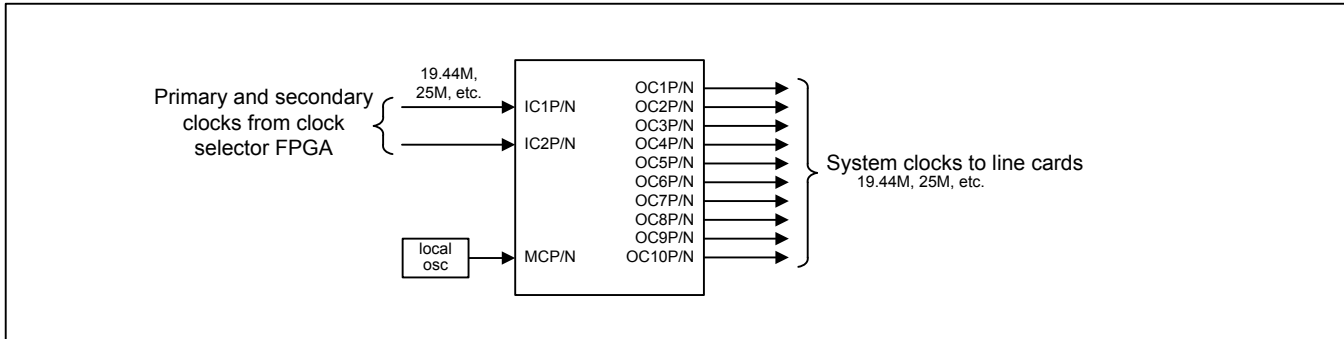 Primary and secondary
clocks from clock
selector FPGA
19.44M,
25M, etc.
IC1P/N
IC2P/N
local
osc
MCP/N
OC1P/N
OC2P/N
OC3P/N
OC4P/N
OC5P/N
OC6P/N
OC7P/N
OC8P/N
OC9P/N
OC10P/N
System clocks to line cards
19.44M, 25M, etc.